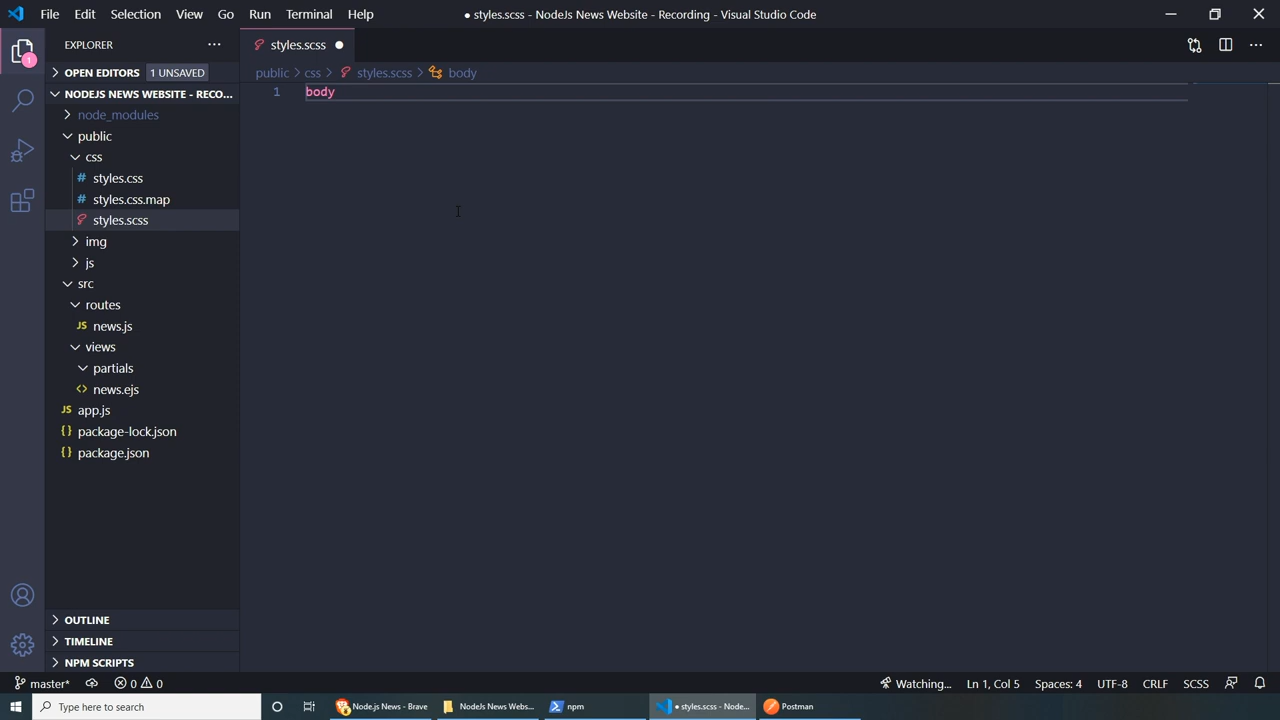 File Edit Selection View Go Run Terminal Help
● styles.scss - NodeJs News Website - Recording - Visual Studio Code
EXPLORER
1
OPEN EDITORS 1 UNSAVED
NODEJS NEWS WEBSITE - RECO...
node_modules
public
css
# styles.css
# styles.css.map
styles.scss
img
js
src
routes
JS news.js
views
partials
<> news.ejs
JS app.js
{} package-lock.json
{} package.json
OUTLINE
TIMELINE
NPM SCRIPTS
styles.scss ●
public > css > styles.scss > body
1 body
master* 0 0
Watching... Ln 1, Col 5 Spaces: 4 UTF-8 CRLF SCSS
Type here to search
Node.js News - Brave
NodeJs News Webs...
npm
● styles.scss - Node...
Postman